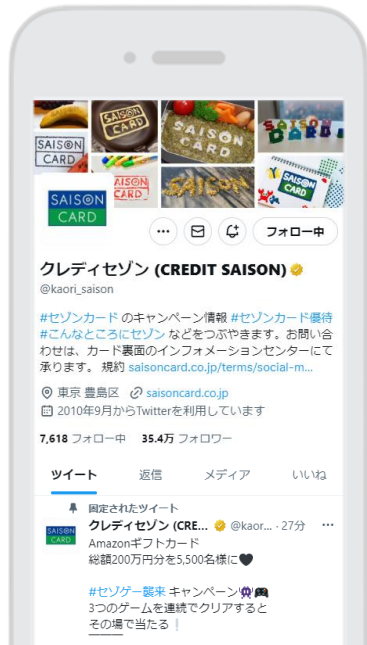 SAISON
CARD
SAISON
CARD
SAISON
CARD
SAISON
CARD
SAISON
CARD
SAISON
SAISON
CARD
SAISON
CARD
フォロー中
クレディセゾン (CREDIT SAISON)
@kaori_saison
#セゾンカード のキャンペーン情報 #セゾンカード優待
#こんなところにセゾン などをつぶやきます。お問い合
わせは、カード裏面のインフォメーションセンターにて
承ります。 規約 saisoncard.co.jp/terms/social-m...
東京 豊島区 saisoncard.co.jp
2010年9月からTwitterを利用しています
7,618 フォロー中 35.4万 フォロワー
ツイート 返信 メディア いいね
固定されたツイート
クレディセゾン (CRE... @kaor... · 27分
SAISON
CARD
Amazonギフトカード
総額200万円分を5,500名様に🖤
#セゾゲー襲来 キャンペーン👾🎮
3つのゲームを連続でクリアすると
その場で当たる❕